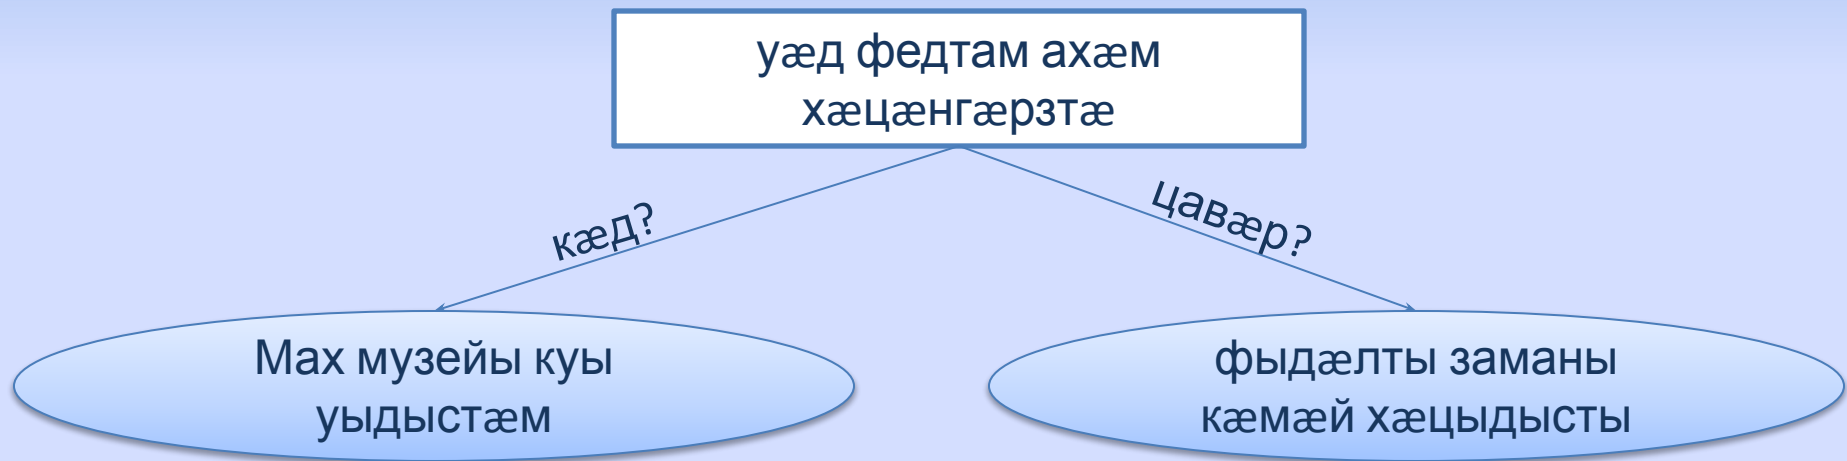 уæд федтам ахæм
хæцæнгæрзтæ
кæд?
цавæр?
Мах музейы куы
уыдыстæм
фыдæлты заманы
кæмæй хæцыдысты